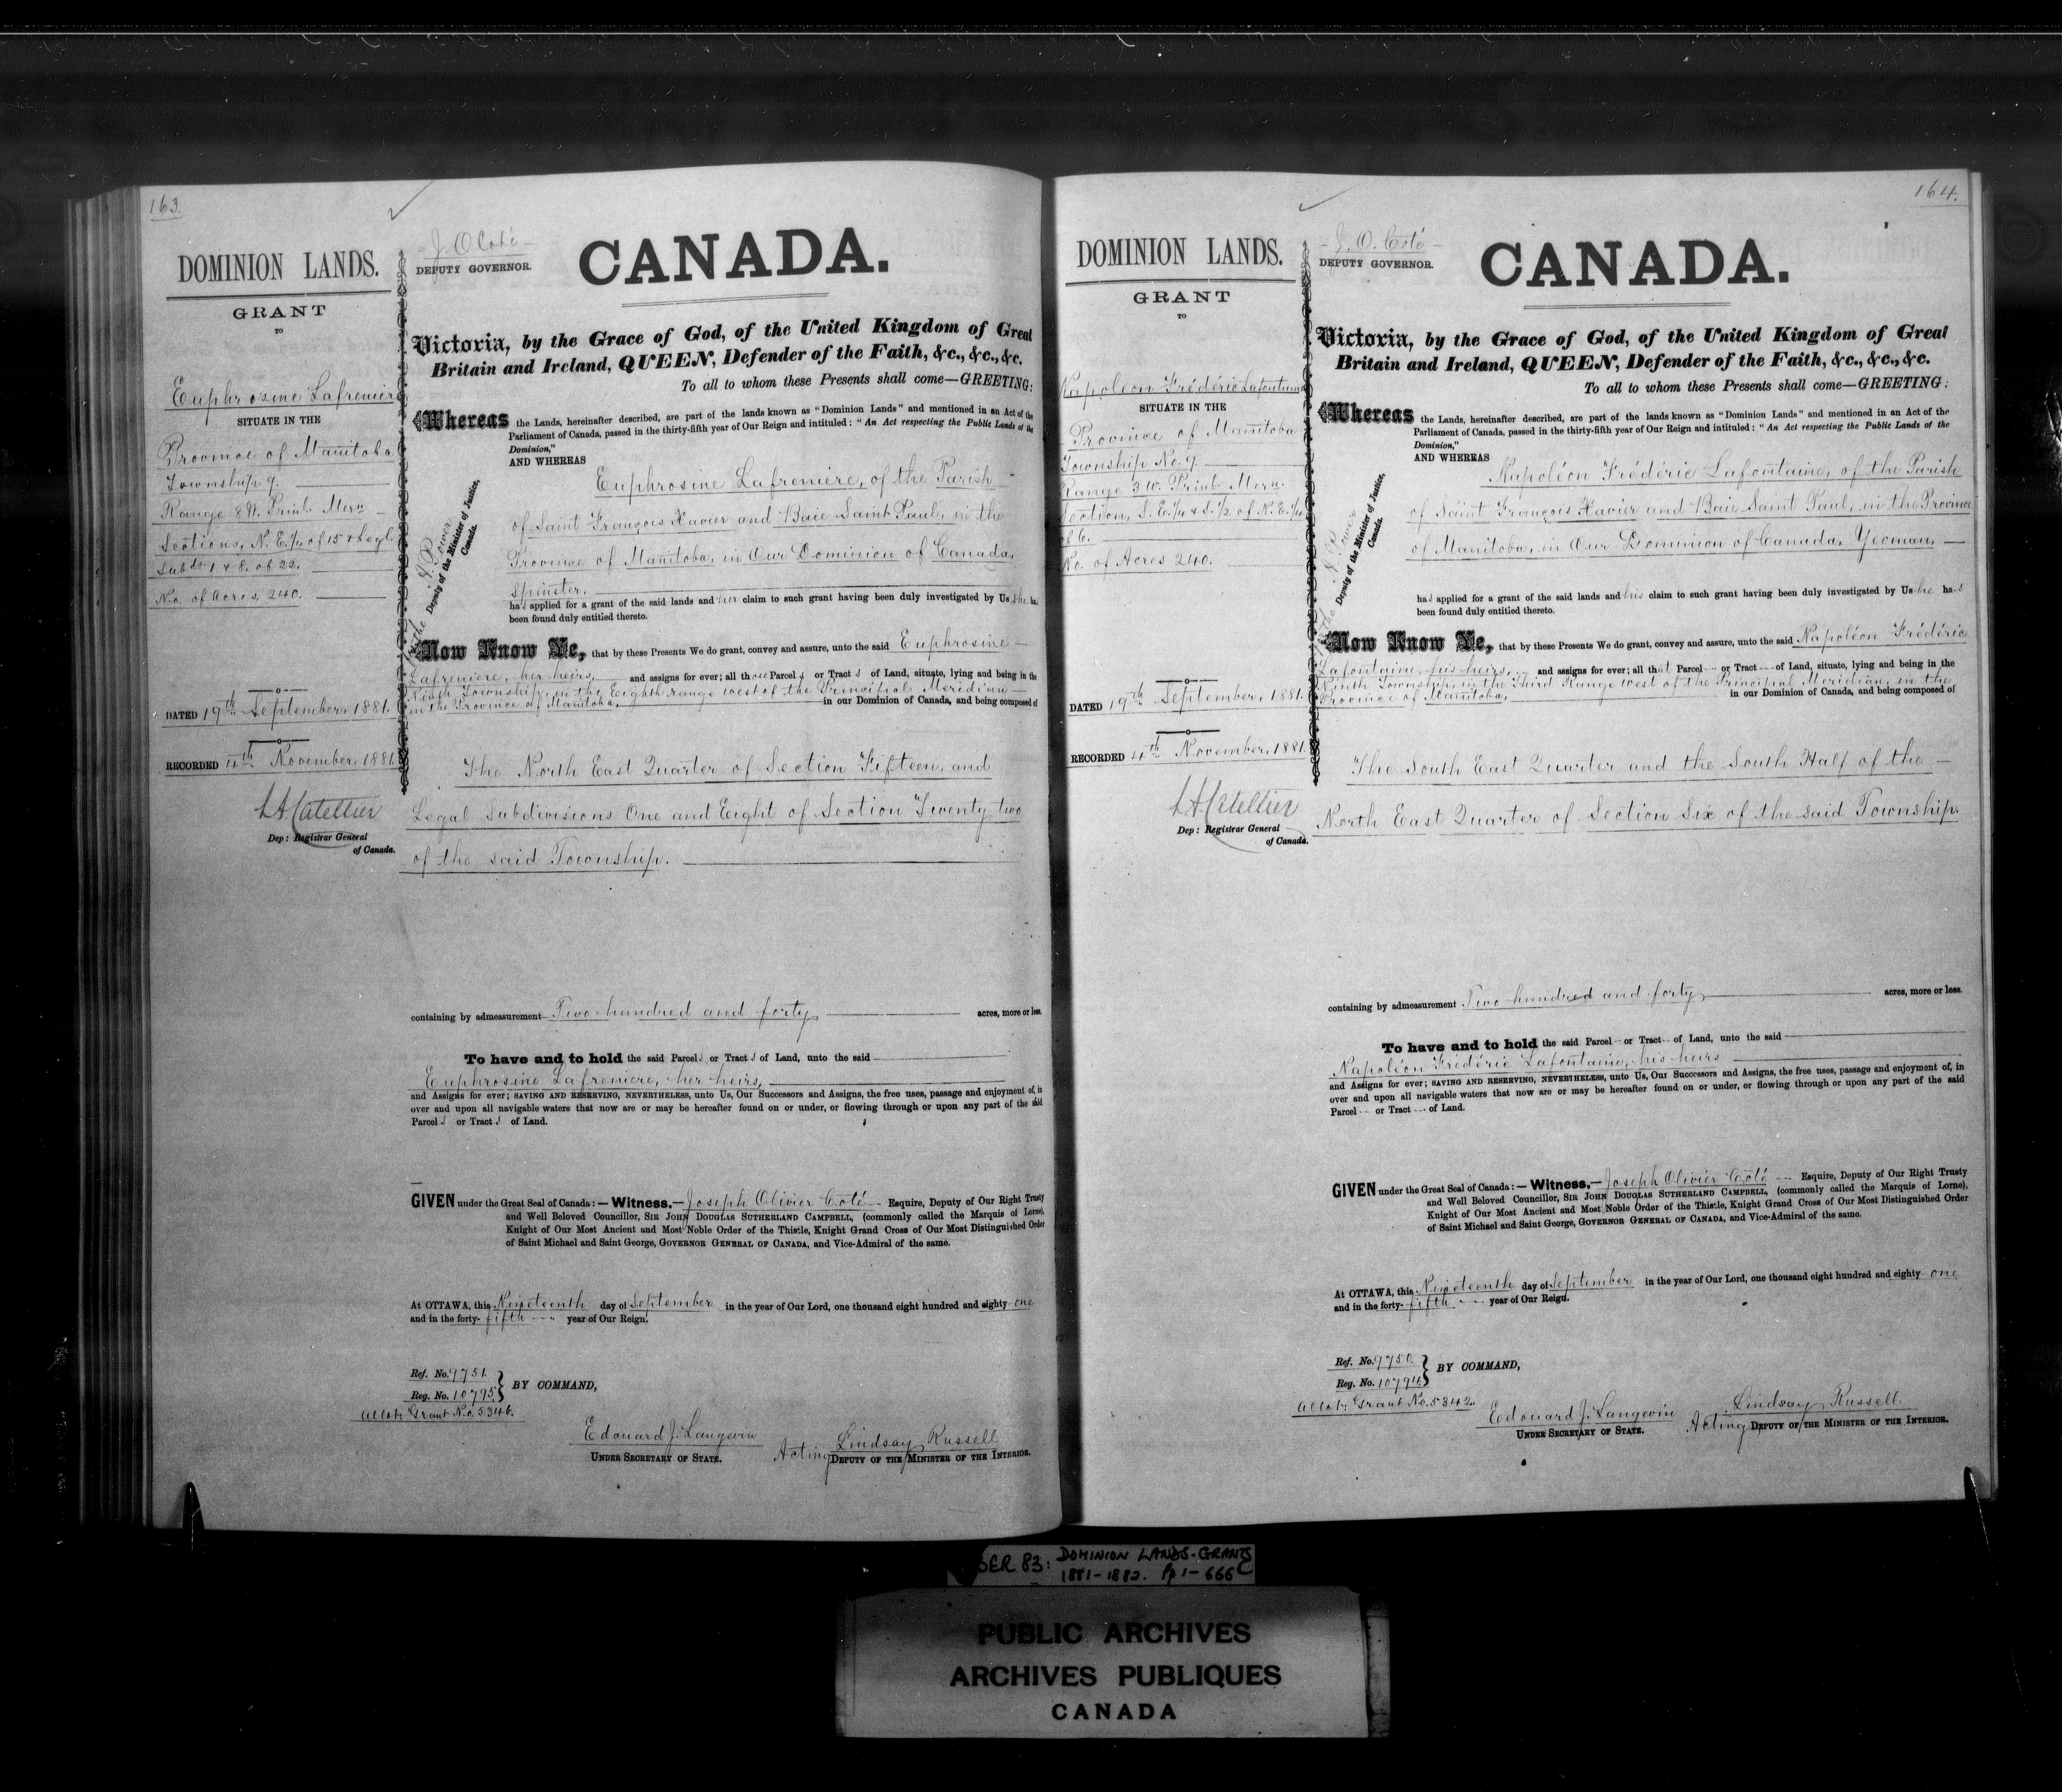 163.
DOMINION LANDS.
GRANT
TO
Euphrosine Lafreniere
SITUATE IN THE
Province of Manitoba
Township 9.
Range 8 W. Prinl Mern
Sections, N. E. 1/4 of 15 & Legl
Subds 1 & 8, of 22.
No. of Acres, 240.
DATED 19th September, 1881.
RECORDED 4th November, 1881.
L.A. Catellier
Dep: Registrar General
of Canada.
J. O. Coté
DEPUTY GOVERNOR.
CANADA.
Victoria, by the Grace of God, of the United Kingdom of Great
Britain and Ireland, QUEEN, Defender of the Faith, &c., &c., &c.
To all to whom these Presents shall come—GREETING:
Whereas the Lands, hereinafter described, are part of the lands known as "Dominion Lands" and mentioned in an Act of the
Parliament of Canada, passed in the thirty-fifth year of Our Reign and intituled: "An Act respecting the Public Lands of the
Dominion,"
AND WHEREAS
Euphrosine Lafreniere, of the Parish
of Saint François Xavier and Baie Saint Paul, in the
Province of Manitoba, in Our Dominion of Canada,
Spinster.
has applied for a grant of the said lands and her claim to such grant having been duly investigated by Us she ha
been found duly entitled thereto.
Power
Deputy of the Minister of Justice,
Canada.
Now Know Ye, that by these Presents We do grant, convey and assure, unto the said Euphrosine
Lafreniere, her heirs, and assigns for ever; all those Parcels or Tracts of Land, situate, lying and being in the
Ninth Township, in the Eighth range west of the Principal Meridian
in the Province of Manitoba, in our Dominion of Canada, and being composed of
The North East Quarter of Section Fifteen, and
Legal Subdivisions One and Eight of Section Twenty-two
of the said Township.
containing by admeasurement Two hundred and forty acres, more or less.
To have and to hold the said Parcels or Tracts of Land, unto the said
Euphrosine Lafreniere, her heirs,
and Assigns for ever; SAVING AND RESERVING, NEVERTHELESS, unto Us, Our Successors and Assigns, the free uses, passage and enjoyment of, in
over and upon all navigable waters that now are or may be hereafter found on or under, or flowing through or upon any part of the said
Parcels or Tracts of Land.
GIVEN under the Great Seal of Canada:—Witness,—Joseph Olivier Coté— Esquire, Deputy of Our Right Trusty
and Well Beloved Councillor, SIR JOHN DOUGLAS SUTHERLAND CAMPBELL, (commonly called the Marquis of Lorne),
Knight of Our Most Ancient and Most Noble Order of the Thistle, Knight Grand Cross of Our Most Distinguished Order
of Saint Michael and Saint George, GOVERNOR GENERAL OF CANADA, and Vice-Admiral of the same.
At OTTAWA, this Nineteenth day of September in the year of Our Lord, one thousand eight hundred and eighty-one
and in the forty-fifth year of Our Reign.
Ref. No. 9751.
Reg. No. 10795.
BY COMMAND,
Allott: Grant No. 5346.
Edouard J. Langevin
UNDER SECRETARY OF STATE.
Lindsay Russell
Acting DEPUTY OF THE MINISTER OF THE INTERIOR.
164.
DOMINION LANDS.
GRANT
TO
Napoléon Frédéric Lafontaine
SITUATE IN THE
Province of Manitoba
Township No. 9.
Range 3 W. Prinl Mern
Section, S. E. 1/4 & S. 1/2 of N. E. 1/4
of 6.
No. of Acres 240.
DATED 19th September, 1881.
RECORDED 4th November, 1881.
L.A. Catellier
Dep: Registrar General
of Canada.
J. O. Coté
DEPUTY GOVERNOR.
CANADA.
Victoria, by the Grace of God, of the United Kingdom of Great
Britain and Ireland, QUEEN, Defender of the Faith, &c., &c., &c.
To all to whom these Presents shall come—GREETING:
Whereas the Lands, hereinafter described, are part of the lands known as "Dominion Lands" and mentioned in an Act of the
Parliament of Canada, passed in the thirty-fifth year of Our Reign and intituled: "An Act respecting the Public Lands of the
Dominion,"
AND WHEREAS
Napoléon Frédéric Lafontaine, of the Parish
of Saint François Xavier and Baie Saint Paul, in the Province
of Manitoba, in Our Dominion of Canada, Yeoman,
has applied for a grant of the said lands and his claim to such grant having been duly investigated by Us he has
been found duly entitled thereto.
Power
Deputy of the Minister of Justice,
Canada.
Now Know Ye, that by these Presents We do grant, convey and assure, unto the said Napoléon Frédéric
Lafontaine, his heirs, and assigns for ever; all that Parcel or Tract of Land, situate, lying and being in the
Ninth Township, in the Third Range west of the Principal Meridian, in the
Province of Manitoba, in our Dominion of Canada, and being composed of
The South East Quarter and the South Half of the
North East Quarter of Section Six of the said Township.
containing by admeasurement Two hundred and forty acres, more or less.
To have and to hold the said Parcel or Tract of Land, unto the said
Napoléon Frédéric Lafontaine, his heirs
and Assigns for ever; SAVING AND RESERVING, NEVERTHELESS, unto Us, Our Successors and Assigns, the free uses, passage and enjoyment of, in
over and upon all navigable waters that now are or may be hereafter found on or under, or flowing through or upon any part of the said
Parcel or Tract of Land.
GIVEN under the Great Seal of Canada:—Witness,—Joseph Olivier Coté— Esquire, Deputy of Our Right Trusty
and Well Beloved Councillor, SIR JOHN DOUGLAS SUTHERLAND CAMPBELL, (commonly called the Marquis of Lorne),
Knight of Our Most Ancient and Most Noble Order of the Thistle, Knight Grand Cross of Our Most Distinguished Order
of Saint Michael and Saint George, GOVERNOR GENERAL OF CANADA, and Vice-Admiral of the same.
At OTTAWA, this Nineteenth day of September in the year of Our Lord, one thousand eight hundred and eighty-one
and in the forty-fifth year of Our Reign.
Ref. No. 9750.
Reg. No. 10794.
BY COMMAND,
Allot: Grant No. 5342.
Edouard J. Langevin
UNDER SECRETARY OF STATE.
Lindsay Russell
Acting DEPUTY OF THE MINISTER OF THE INTERIOR.
BER 83: DOMINION LANDS-GRANTS
1881-1882. Pp 1-666
PUBLIC ARCHIVES
ARCHIVES PUBLIQUES
CANADA